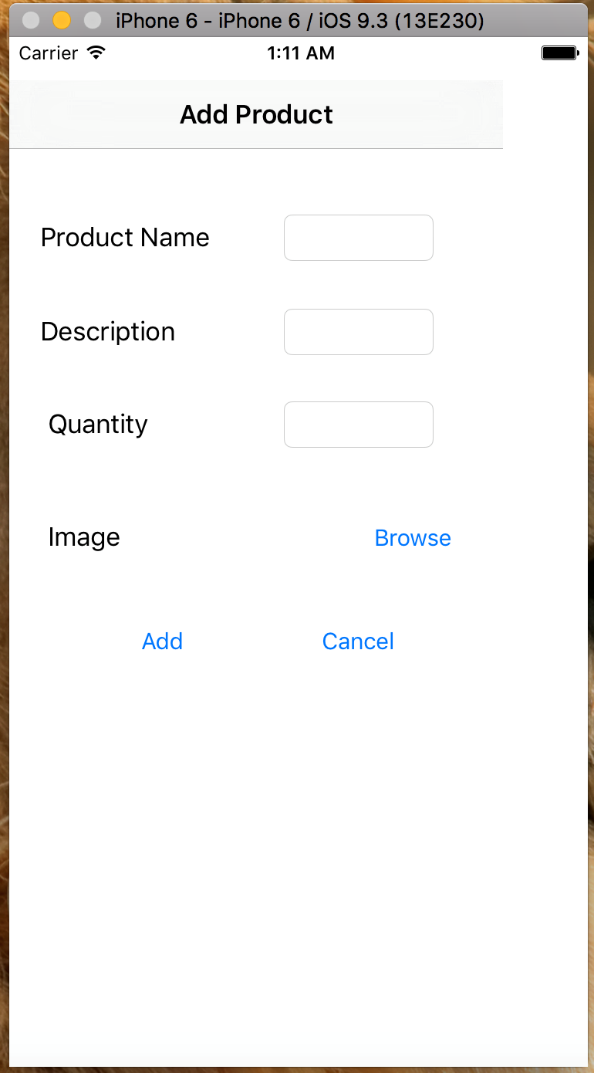 iPhone 6 - iPhone 6 / iOS 9.3 (13E230)
Carrier 1:11 AM
Add Product
Product Name
Description
Quantity
Image Browse
Add Cancel